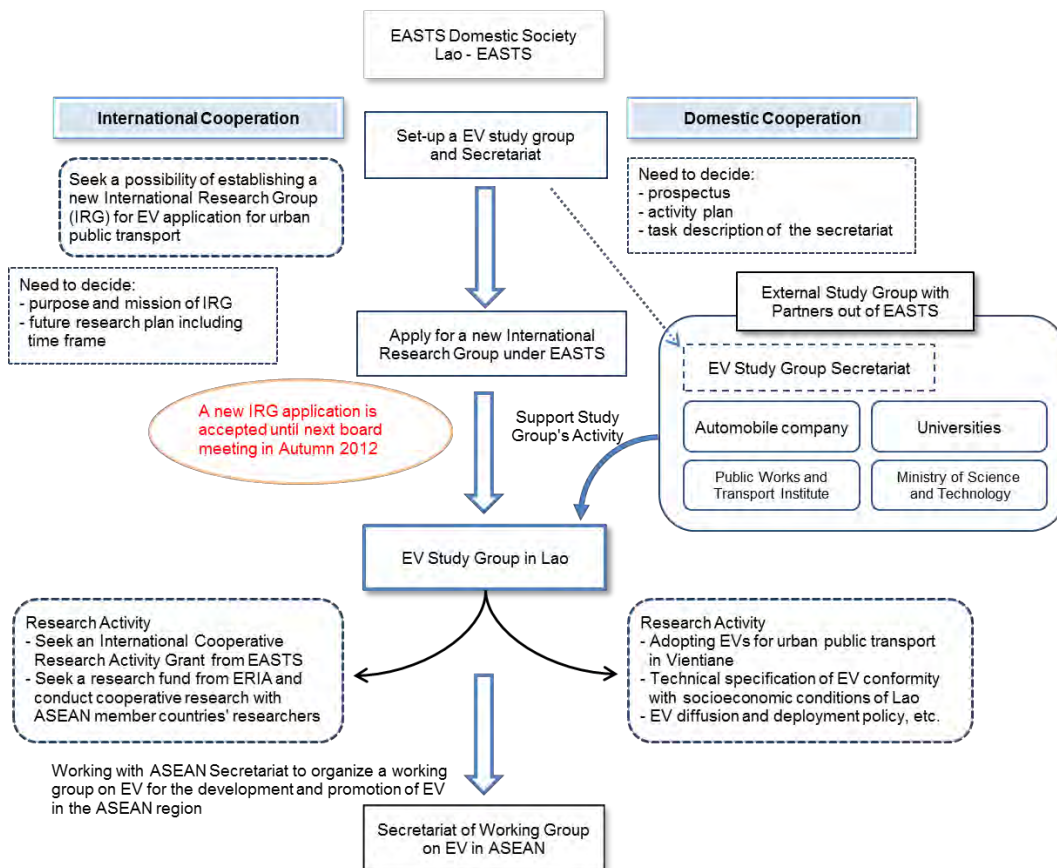 EASTS Domestic Society
Lao - EASTS
International Cooperation
Domestic Cooperation
Set-up a EV study group
and Secretariat
Seek a possibility of establishing a
new International Research Group
(IRG) for EV application for urban
public transport
Need to decide:
- prospectus
- activity plan
- task description of the secretariat
Need to decide:
- purpose and mission of IRG
- future research plan including
time frame
External Study Group with
Partners out of EASTS
Apply for a new International
Research Group under EASTS
EV Study Group Secretariat
A new IRG application is
accepted until next board
meeting in Autumn 2012
Support Study
Group's Activity
Automobile company
Universities
Public Works and
Transport Institute
Ministry of Science
and Technology
EV Study Group in Lao
Research Activity
- Seek an International Cooperative
Research Activity Grant from EASTS
- Seek a research fund from ERIA and
conduct cooperative research with
ASEAN member countries' researchers
Research Activity
- Adopting EVs for urban public transport
in Vientiane
- Technical specification of EV conformity
with socioeconomic conditions of Lao
- EV diffusion and deployment policy, etc.
Working with ASEAN Secretariat to organize a working
group on EV for the development and promotion of EV
in the ASEAN region
Secretariat of Working Group
on EV in ASEAN